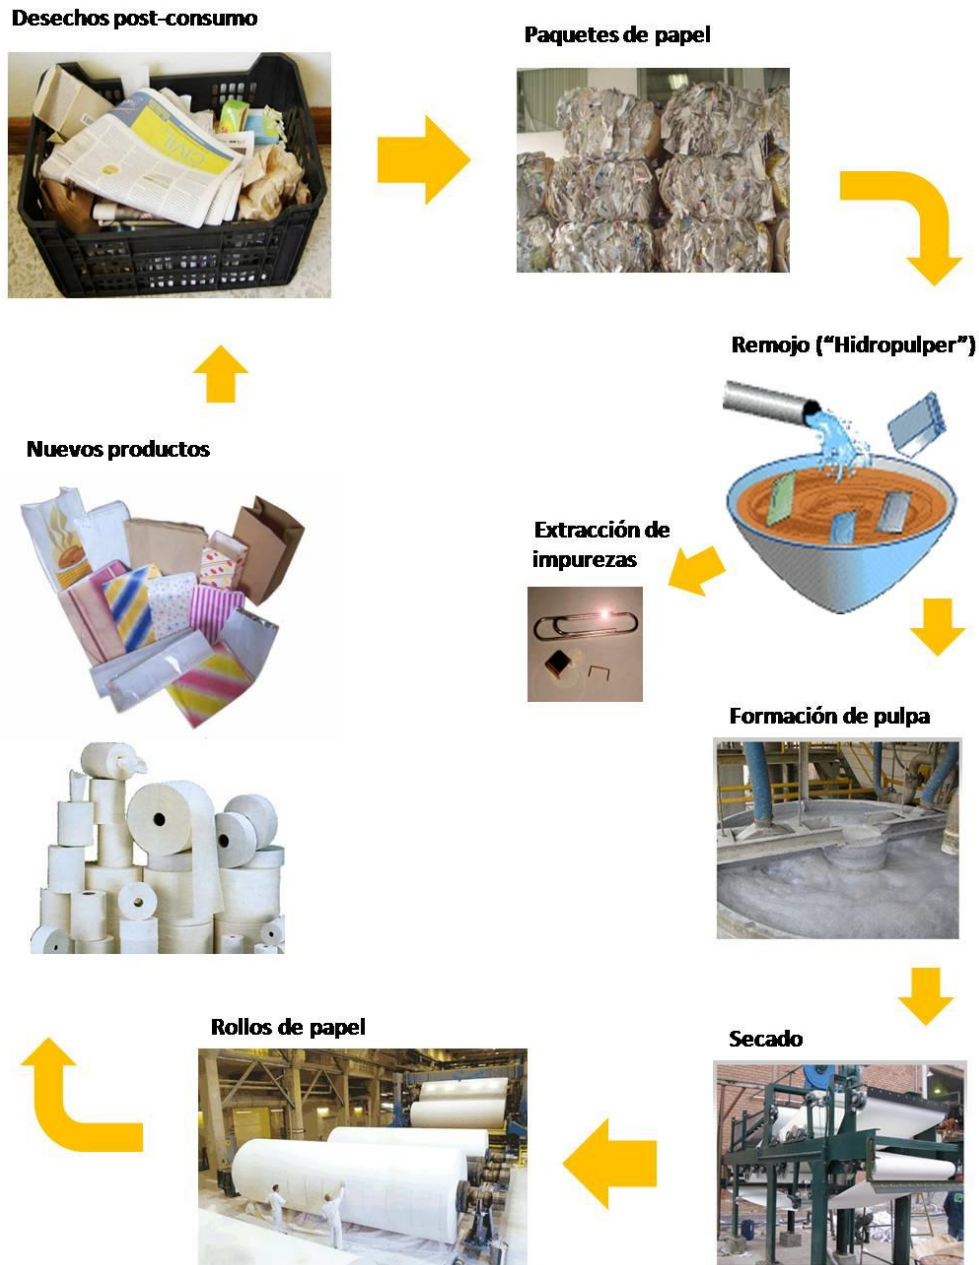 Desechos post-consumo
Paquetes de papel
Remojo (“Hidropulper”)
Nuevos productos
Extracción de
impurezas
CIVIL
Formación de pulpa
Rollos de papel
Secado